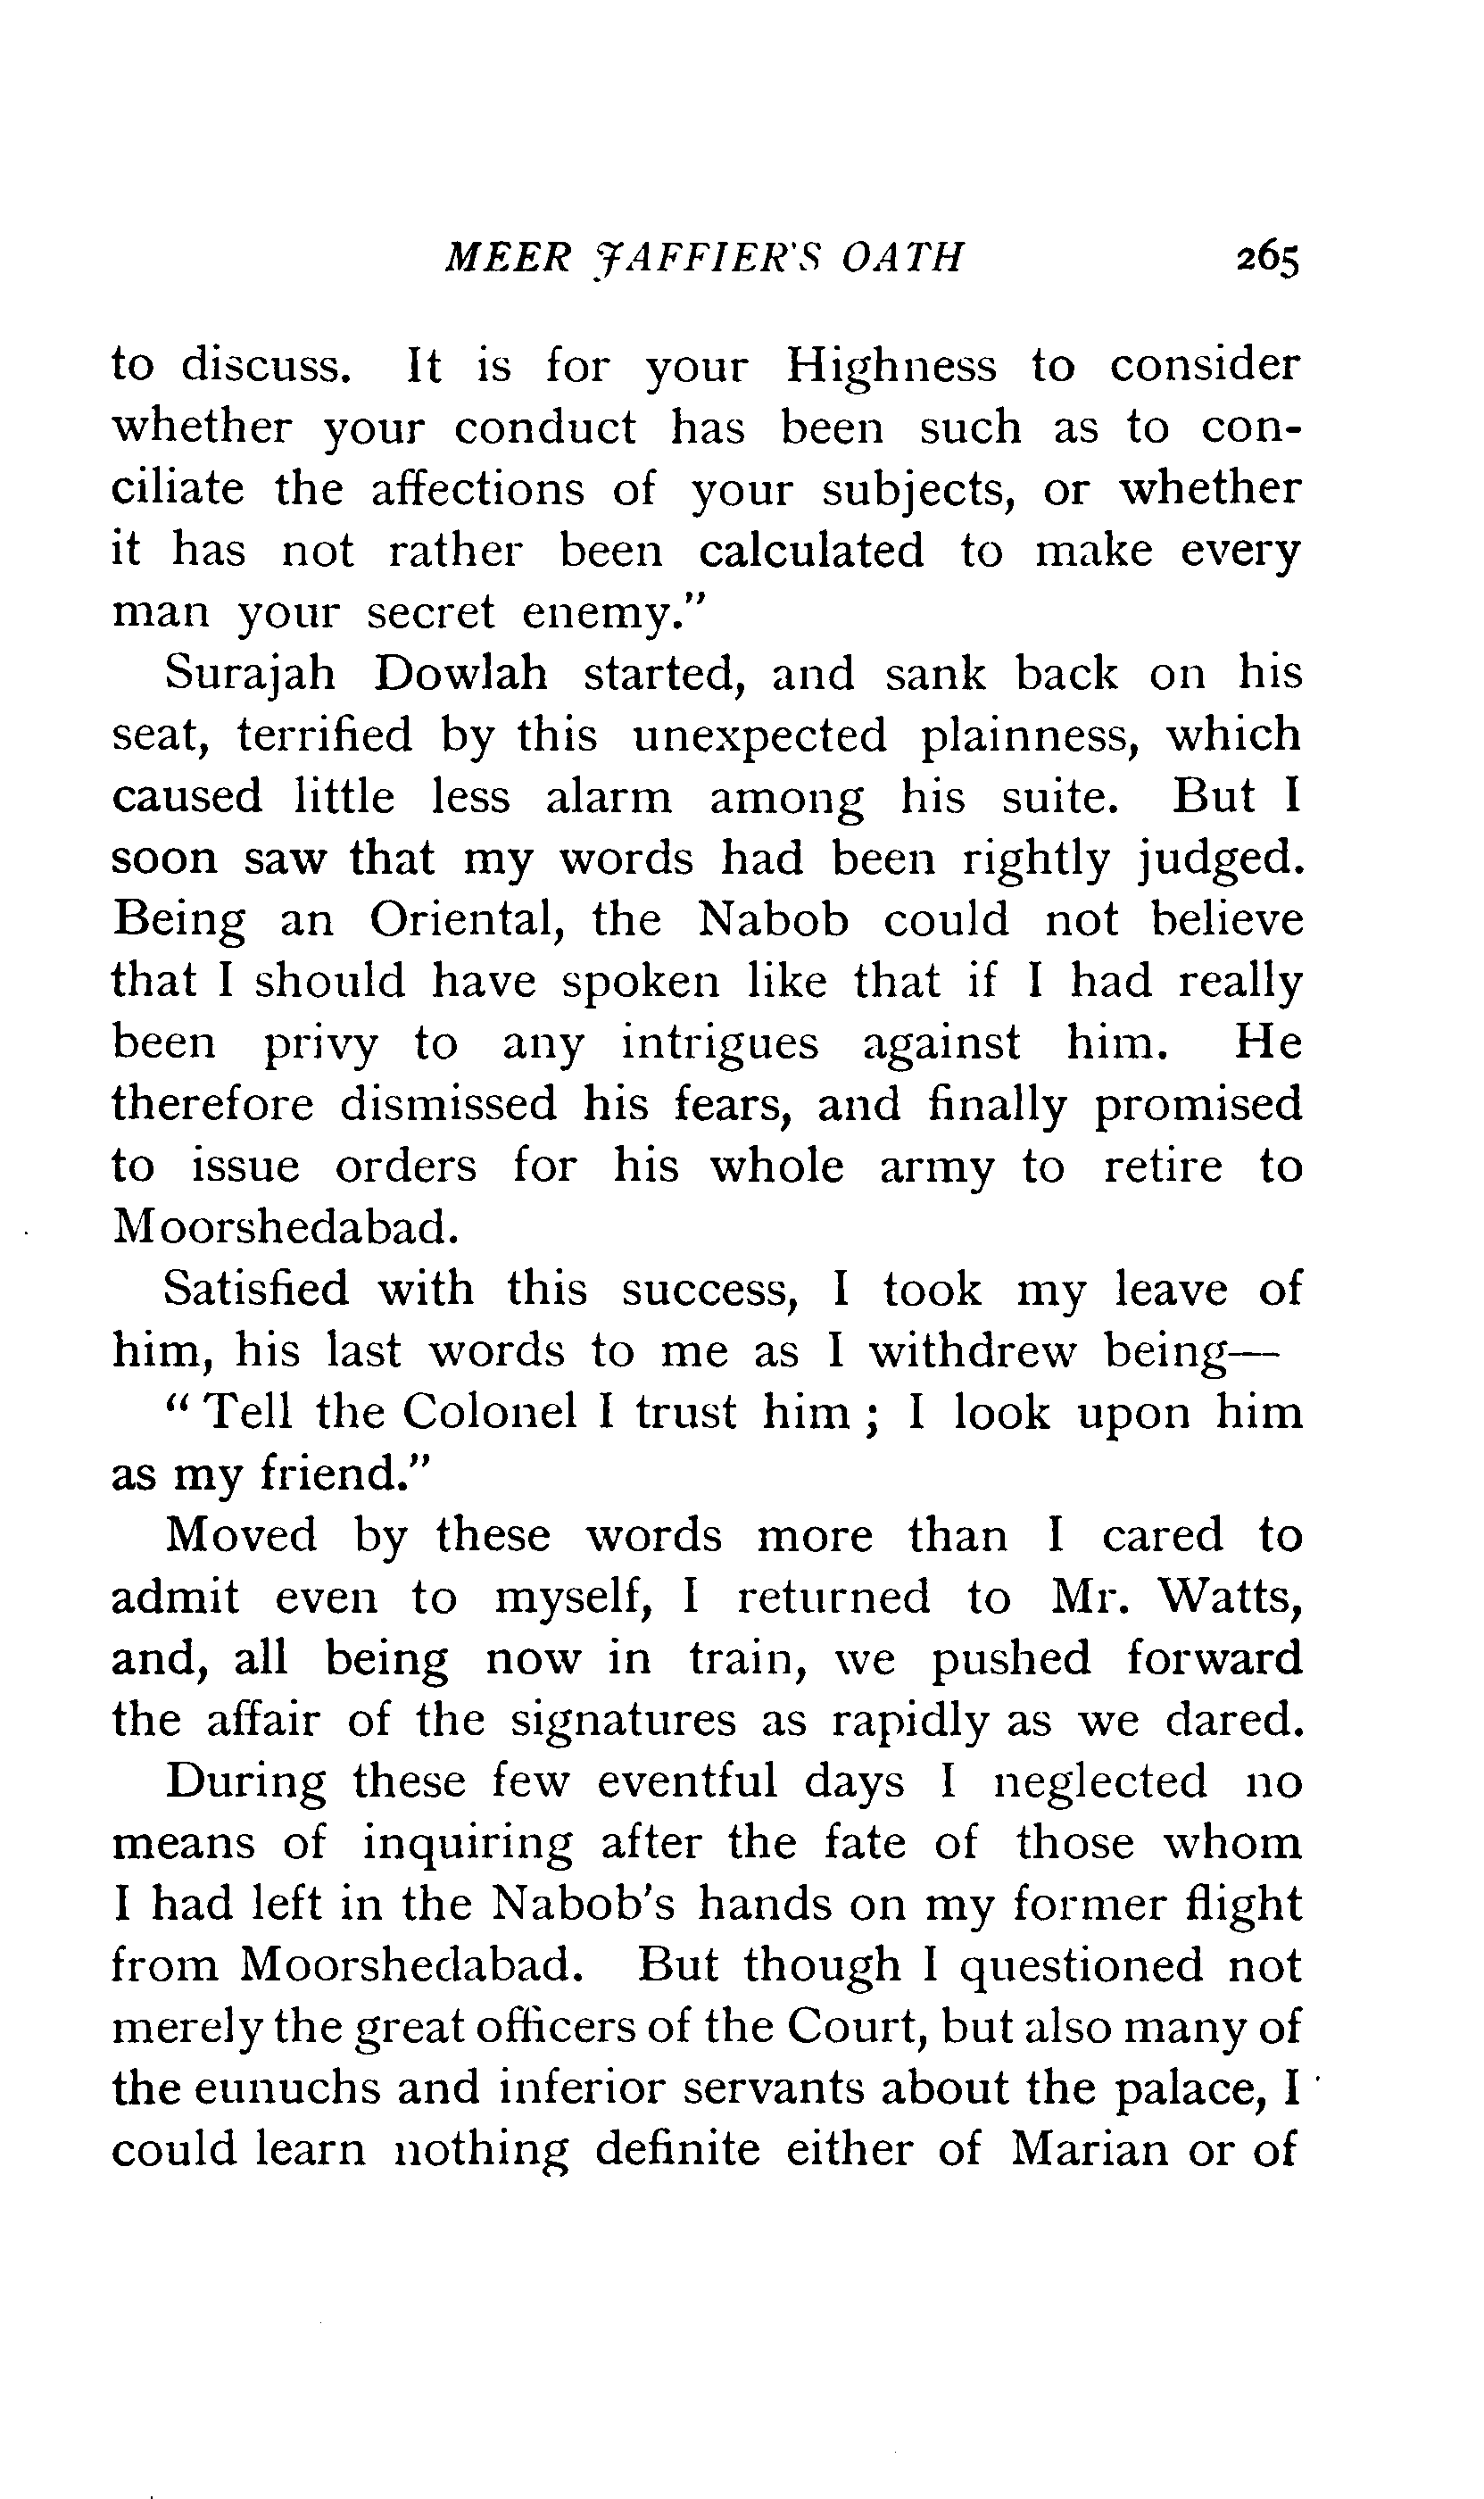 MEER JAFFIER'S OATH 265
to discuss. It is for your Highness to consider
whether your conduct has been such as to con-
ciliate the affections of your subjects, or whether
it has not rather been calculated to make every
man your secret enemy."
Surajah Dowlah started, and sank back on his
seat, terrified by this unexpected plainness, which
caused little less alarm among his suite. But I
soon saw that my words had been rightly judged.
Being an Oriental, the Nabob could not believe
that I should have spoken like that if I had really
been privy to any intrigues against him. He
therefore dismissed his fears, and finally promised
to issue orders for his whole army to retire to
Moorshedabad.
Satisfied with this success, I took my leave of
him, his last words to me as I withdrew being—
"Tell the Colonel I trust him; I look upon him
as my friend."
Moved by these words more than I cared to
admit even to myself, I returned to Mr. Watts,
and, all being now in train, we pushed forward
the affair of the signatures as rapidly as we dared.
During these few eventful days I neglected no
means of inquiring after the fate of those whom
I had left in the Nabob's hands on my former flight
from Moorshedabad. But though I questioned not
merely the great officers of the Court, but also many of
the eunuchs and inferior servants about the palace, I
could learn nothing definite either of Marian or of